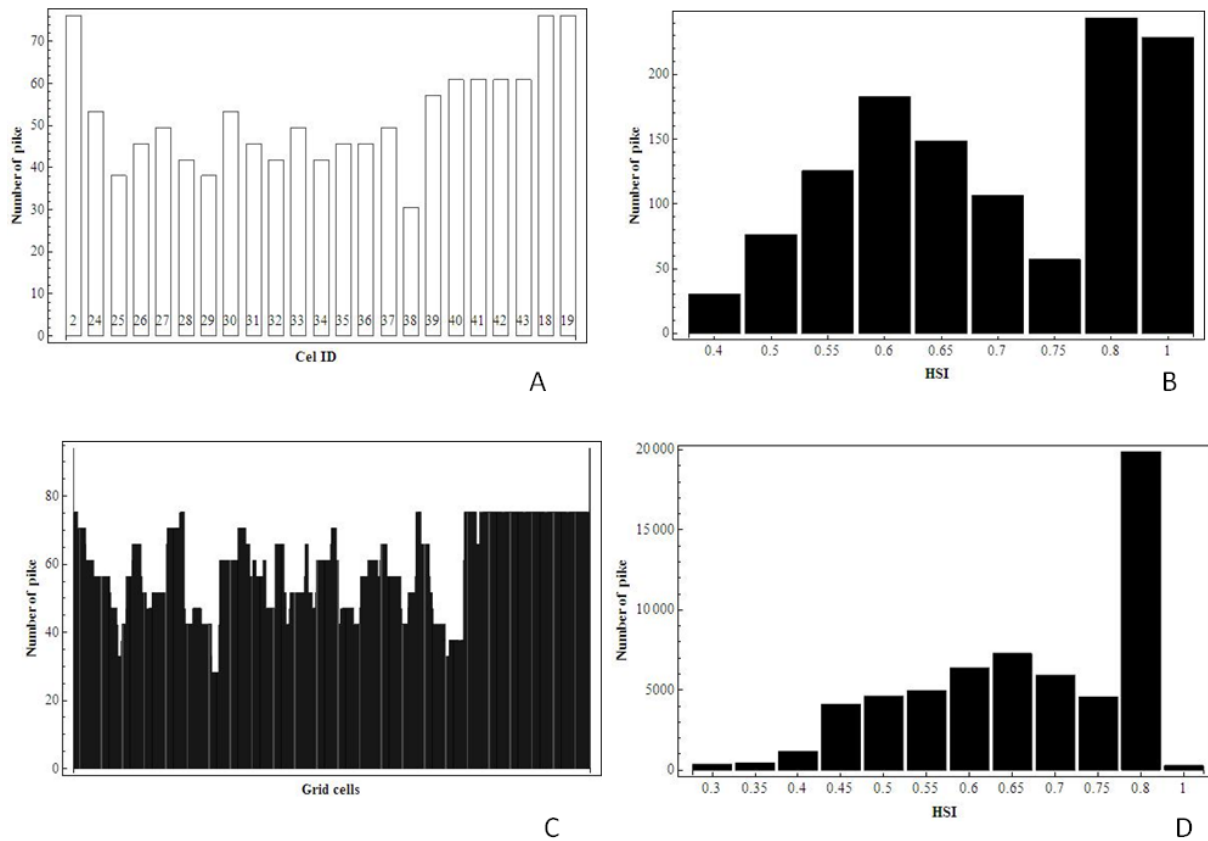 70
60
50
40
30
20
10
0
Number of pike
2 24 25 26 27 28 29 30 31 32 33 34 35 36 37 38 39 40 41 42 43 18 19
Cel ID
A
200
150
100
50
0
Number of pike
0.4 0.5 0.55 0.6 0.65 0.7 0.75 0.8 1
HSI
B
80
60
40
20
0
Number of pike
Grid cells
C
20000
15000
10000
5000
0
Number of pike
0.3 0.35 0.4 0.45 0.5 0.55 0.6 0.65 0.7 0.75 0.8 1
HSI
D